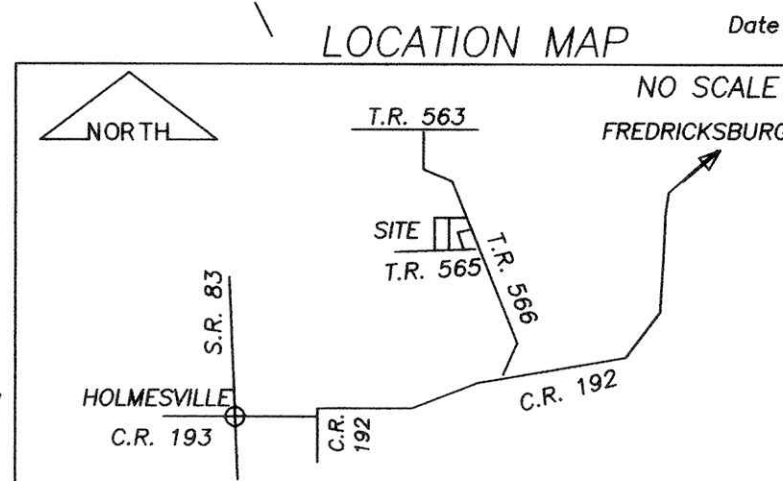 LOCATION MAP
Date
NO SCALE
NORTH
T.R. 563
FREDRICKSBURG
SITE
T.R. 565
T.R. 566
S.R. 83
HOLMESVILLE
C.R. 193
C.R.
192
C.R. 192